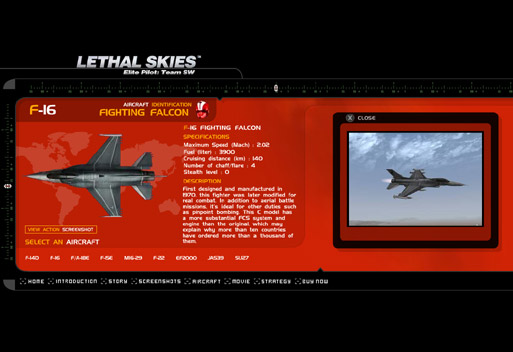 LETHAL SKIES™
Elite Pilot: Team SW
F-16
AIRCRAFT IDENTIFICATION
FIGHTING FALCON
CLOSE
F-16 FIGHTING FALCON
SPECIFICATIONS
Maximum Speed (Mach) : 2.02
Fuel (liter) : 3900
Cruising distance (km) : 140
Number of chaff/flare : 4
Stealth level : 0
DESCRIPTION
First designed and manufactured in
1970, this fighter was later modified for
real combat. In addition to aerial battle
missions, it's ideal for other duties such
as pinpoint bombing. This C model has
a more substantial FCS system and
engine then the original, which may
explain why more than ten countries
have ordered more than a thousand of
them.
VIEW ACTION SCREENSHOT
SELECT AN AIRCRAFT
F-14D F-16 F/A-18E F-15E MIG-29 F-22 EF2000 JAS39 SU27
HOME INTRODUCTION STORY SCREENSHOTS AIRCRAFT MOVIE STRATEGY BUY NOW